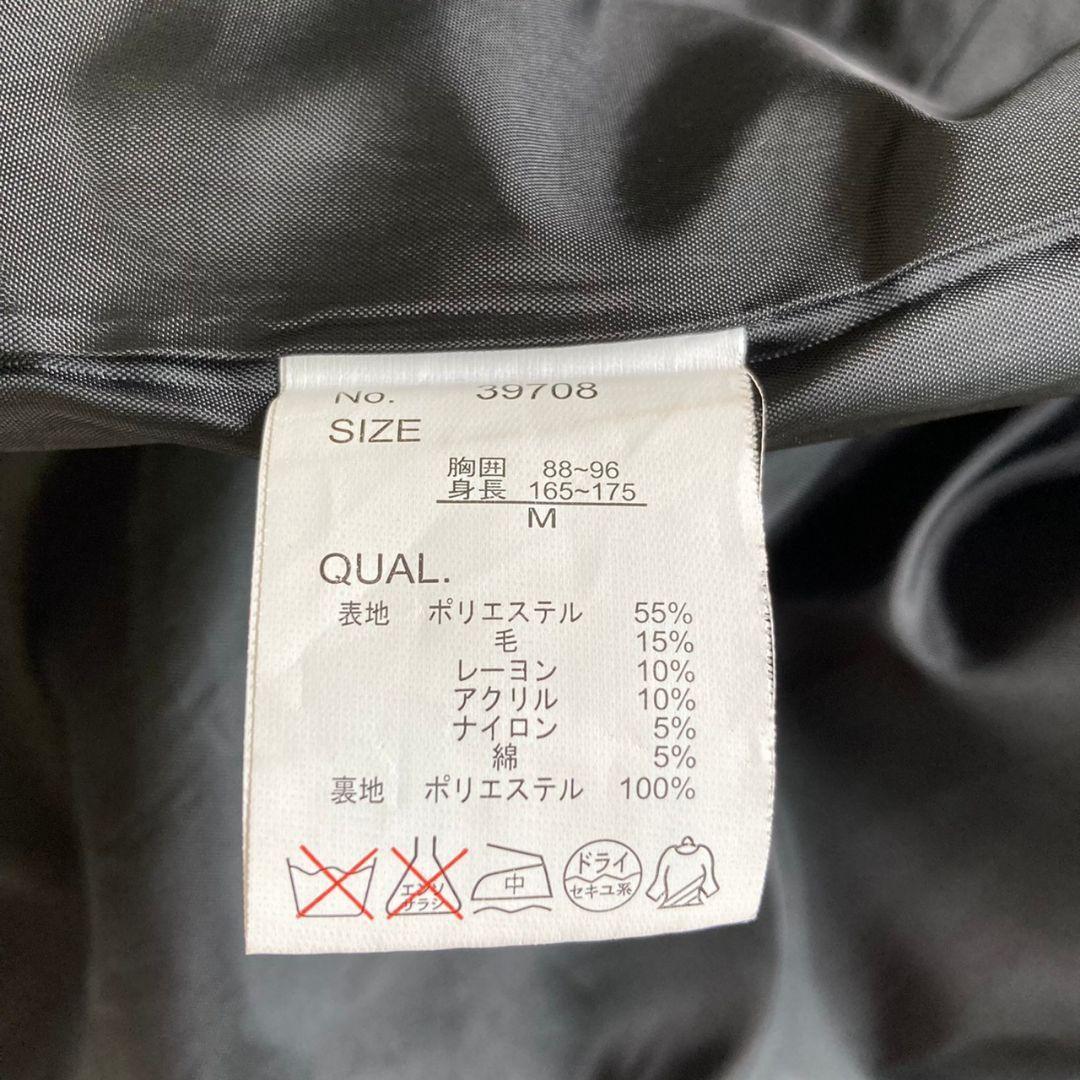 No. 39708
SIZE
胸囲 88~96
身長 165~175
M
QUAL.
表地 ポリエステル 55%
毛 15%
レーヨン 10%
アクリル 10%
ナイロン 5%
綿 5%
裏地 ポリエステル 100%
エンソ サラシ 中 ドライ セキユ系